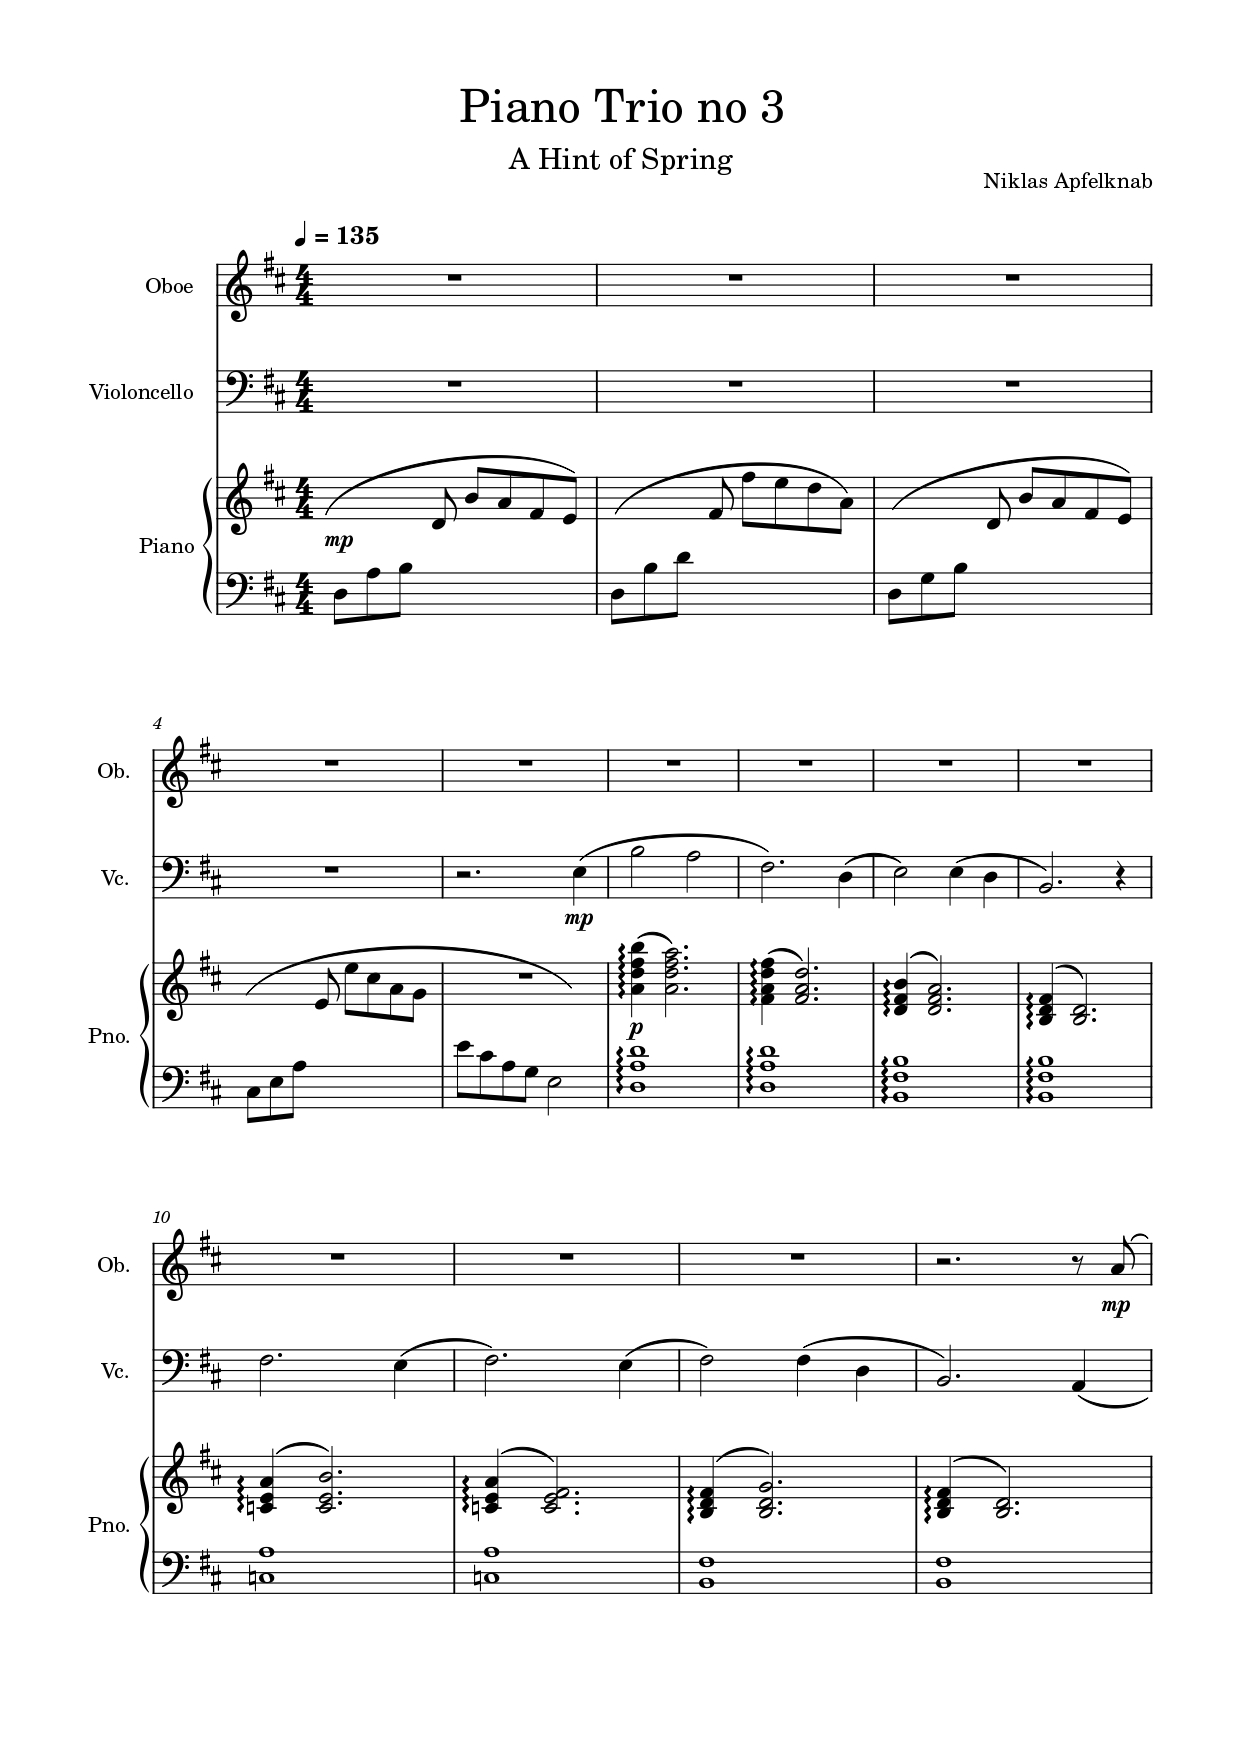 Piano Trio no 3
A Hint of Spring
Niklas Apfelknab
= 135
Oboe
Violoncello
Piano
mp
4
Ob.
Vc.
mp
Pno.
p
10
Ob.
mp
Vc.
Pno.